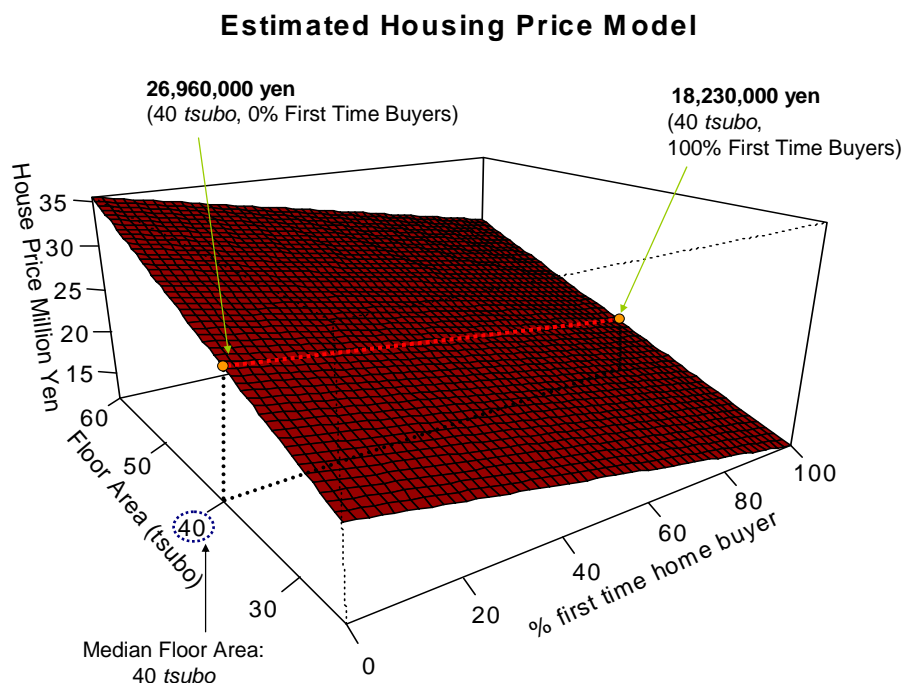 Estimated Housing Price Model
26,960,000 yen
(40 tsubo, 0% First Time Buyers)
18,230,000 yen
(40 tsubo,
100% First Time Buyers)
House Price Million Yen
35
30
25
20
15
60
50
40
30
Floor Area (tsubo)
0
20
40
60
80
100
% first time home buyer
Median Floor Area:
40 tsubo